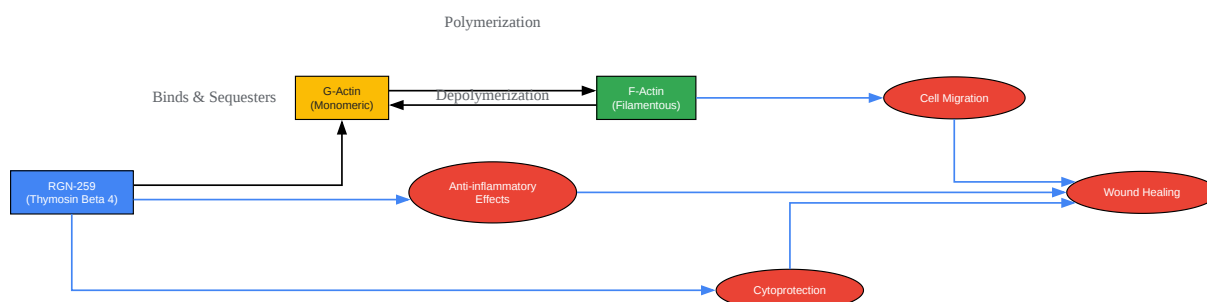 Polymerization
G-Actin
(Monomeric)
F-Actin
(Filamentous)
Cell Migration
Binds & Sequesters
Depolymerization
RGN-259
(Thymosin Beta 4)
Anti-inflammatory
Effects
Wound Healing
Cytoprotection